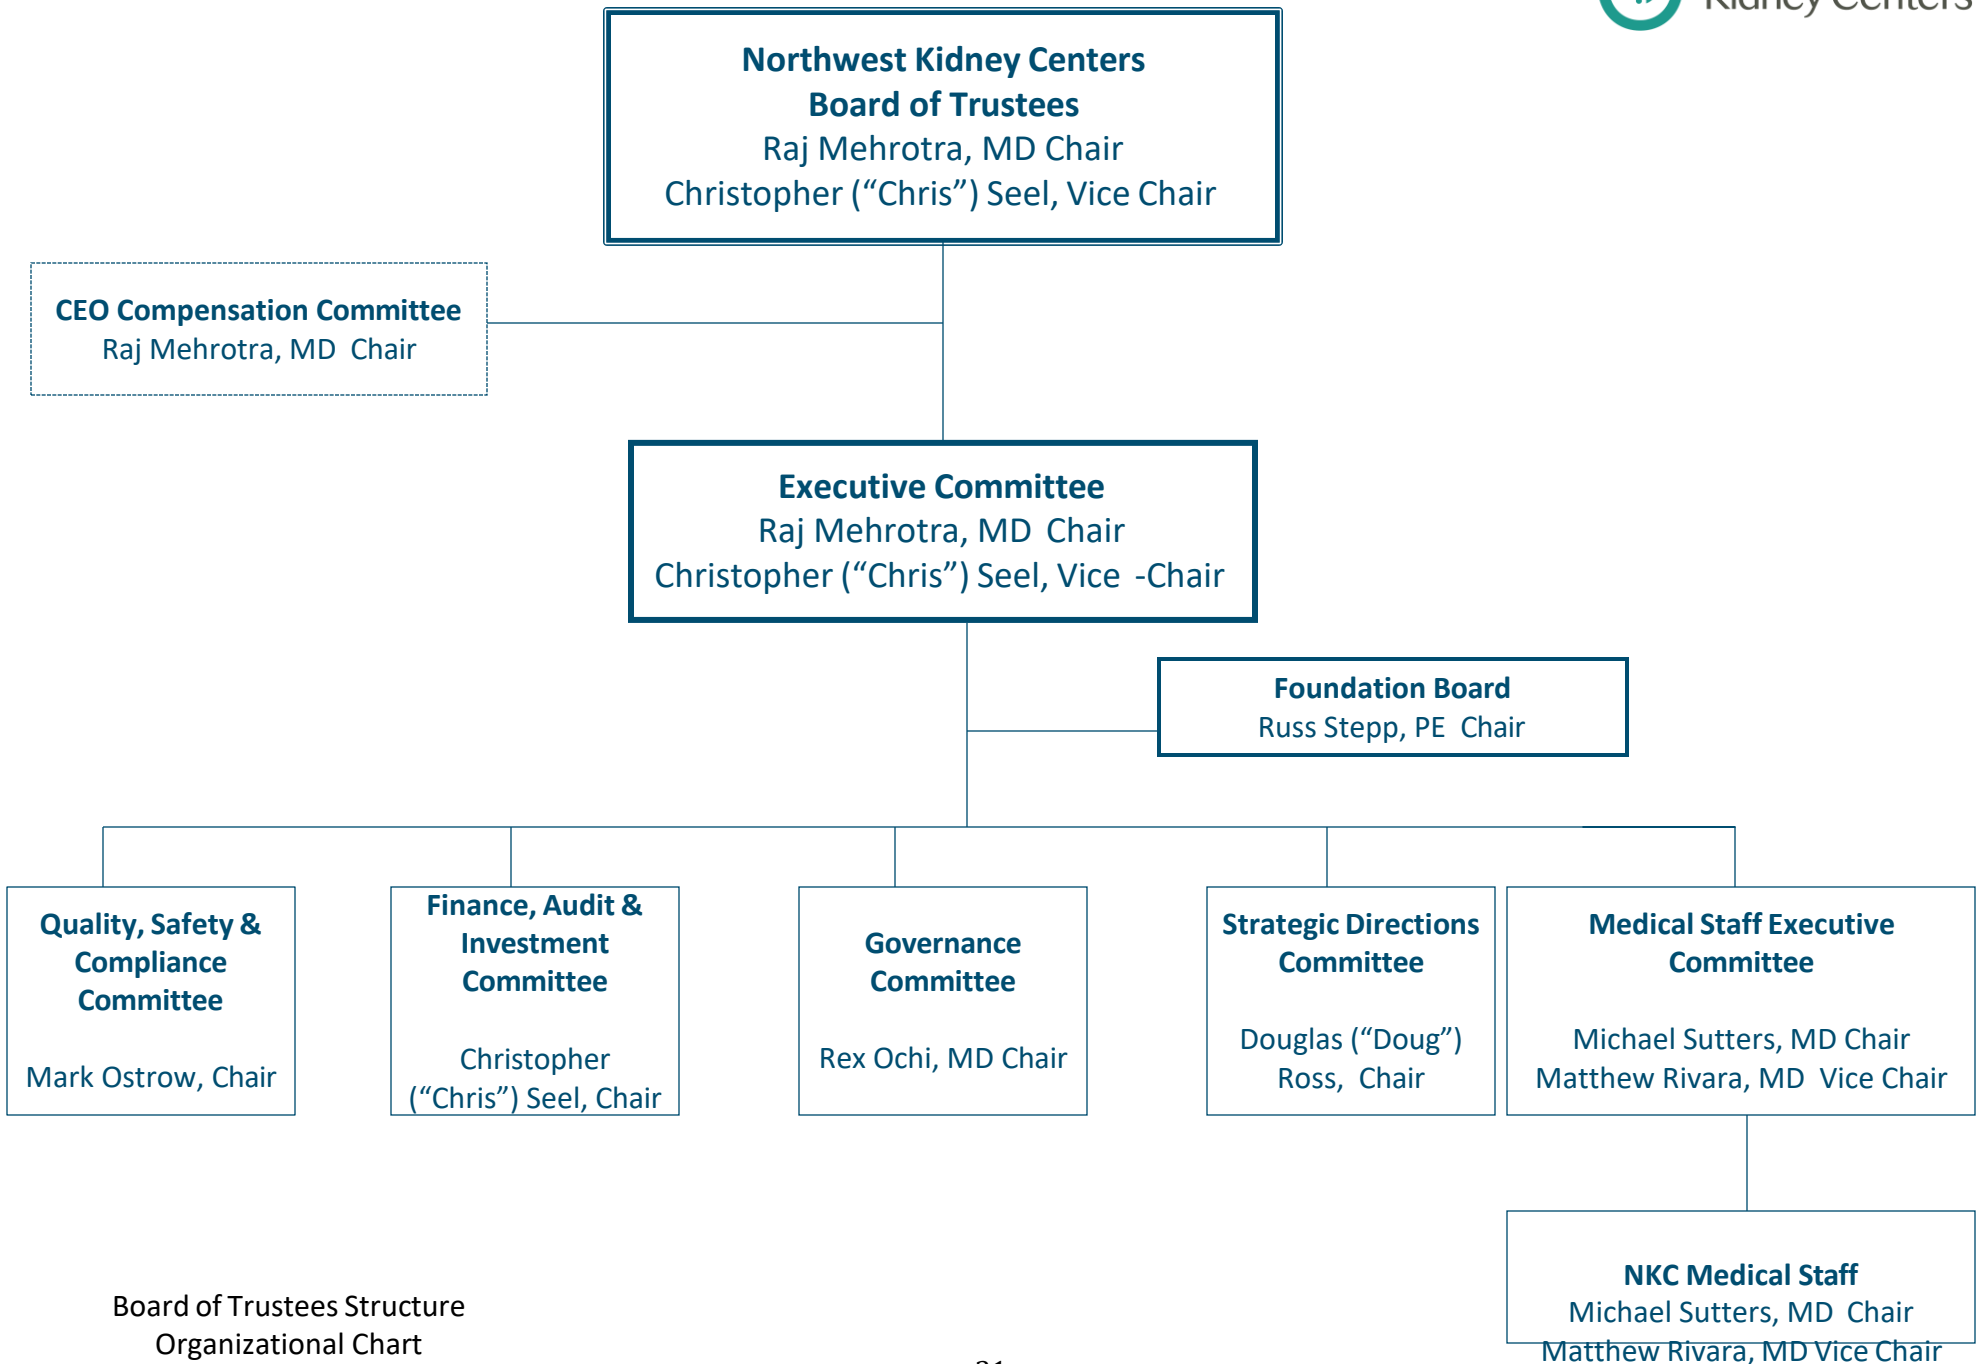 Kidney Centers
Northwest Kidney Centers
Board of Trustees
Raj Mehrotra, MD Chair
Christopher (“Chris”) Seel, Vice Chair
CEO Compensation Committee
Raj Mehrotra, MD Chair
Executive Committee
Raj Mehrotra, MD Chair
Christopher (“Chris”) Seel, Vice -Chair
Foundation Board
Russ Stepp, PE Chair
Quality, Safety &
Compliance
Committee
Mark Ostrow, Chair
Finance, Audit &
Investment
Committee
Christopher
(“Chris”) Seel, Chair
Governance
Committee
Rex Ochi, MD Chair
Strategic Directions
Committee
Douglas (“Doug”)
Ross, Chair
Medical Staff Executive
Committee
Michael Sutters, MD Chair
Matthew Rivara, MD Vice Chair
NKC Medical Staff
Michael Sutters, MD Chair
Matthew Rivara, MD Vice Chair
Board of Trustees Structure
Organizational Chart